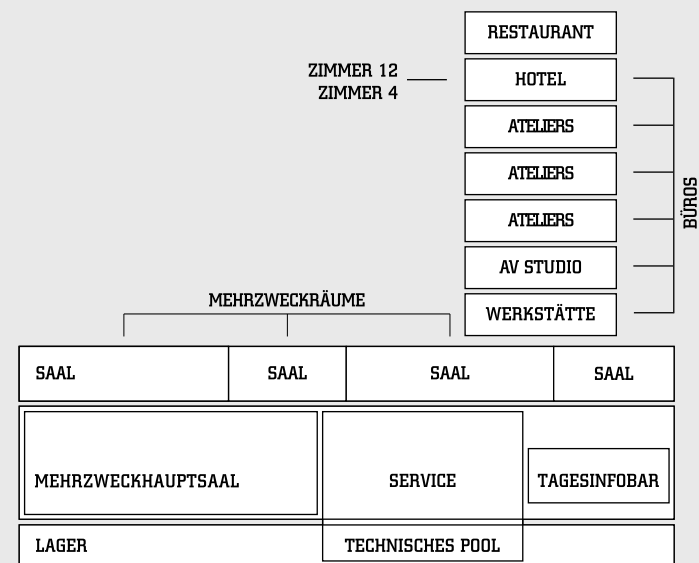 RESTAURANT
ZIMMER 12
HOTEL
ZIMMER 4
ATELIERS
ATELIERS
ATELIERS
BÜROS
AV STUDIO
MEHRZWECKRÄUME
WERKSTÄTTE
SAAL
SAAL
SAAL
SAAL
MEHRZWECKHAUPTSAAL
SERVICE
TAGESINFOBAR
LAGER
TECHNISCHES POOL